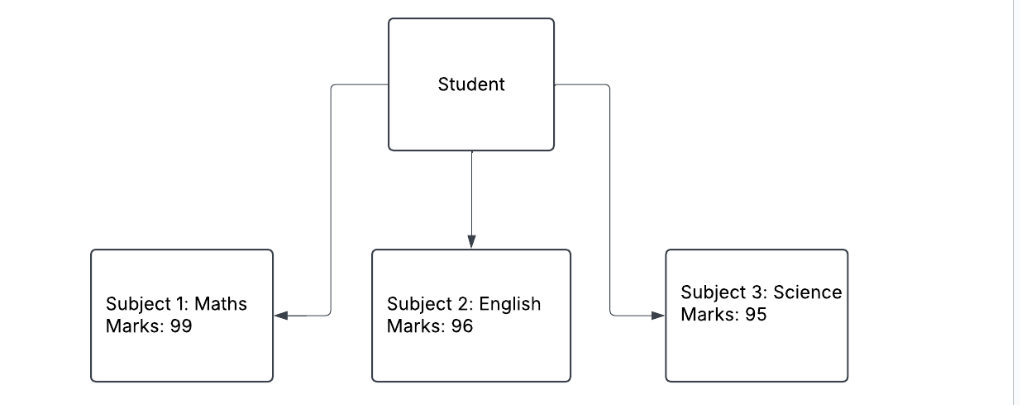 Student
Subject 1: Maths
Marks: 99
Subject 2: English
Marks: 96
Subject 3: Science
Marks: 95